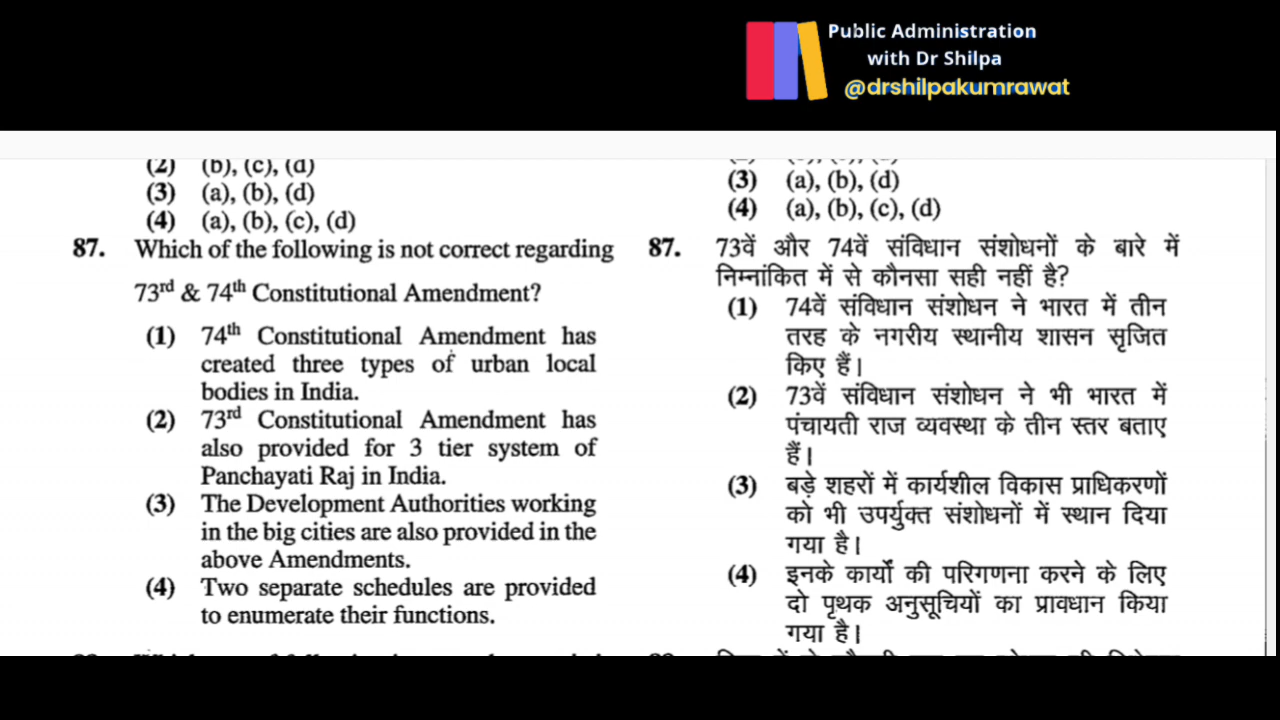 Public Administration
with Dr Shilpa
@drshilpakumrawat
(2) (b), (c), (d)
(3) (a), (b), (d)
(4) (a), (b), (c), (d)
87. Which of the following is not correct regarding
73rd & 74th Constitutional Amendment?
(1) 74th Constitutional Amendment has
created three types of urban local
bodies in India.
(2) 73rd Constitutional Amendment has
also provided for 3 tier system of
Panchayati Raj in India.
(3) The Development Authorities working
in the big cities are also provided in the
above Amendments.
(4) Two separate schedules are provided
to enumerate their functions.
(3) (a), (b), (d)
(4) (a), (b), (c), (d)
87. 73वें और 74वें संविधान संशोधनों के बारे में
निम्नांकित में से कौनसा सही नहीं है?
(1) 74वें संविधान संशोधन ने भारत में तीन
तरह के नगरीय स्थानीय शासन सृजित
किए हैं।
(2) 73वें संविधान संशोधन ने भी भारत में
पंचायती राज व्यवस्था के तीन स्तर बताए
हैं।
(3) बड़े शहरों में कार्यशील विकास प्राधिकरणों
को भी उपर्युक्त संशोधनों में स्थान दिया
गया है।
(4) इनके कार्यों की परिगणना करने के लिए
दो पृथक अनुसूचियों का प्रावधान किया
गया है।